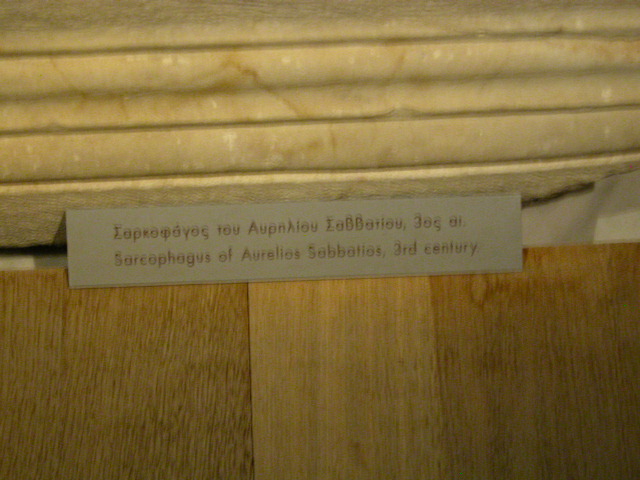 Σαρκοφάγος του Αυρηλίου Σαββατίου, 3ος αι.
Sarcophagus of Aurelios Sabbatios, 3rd century